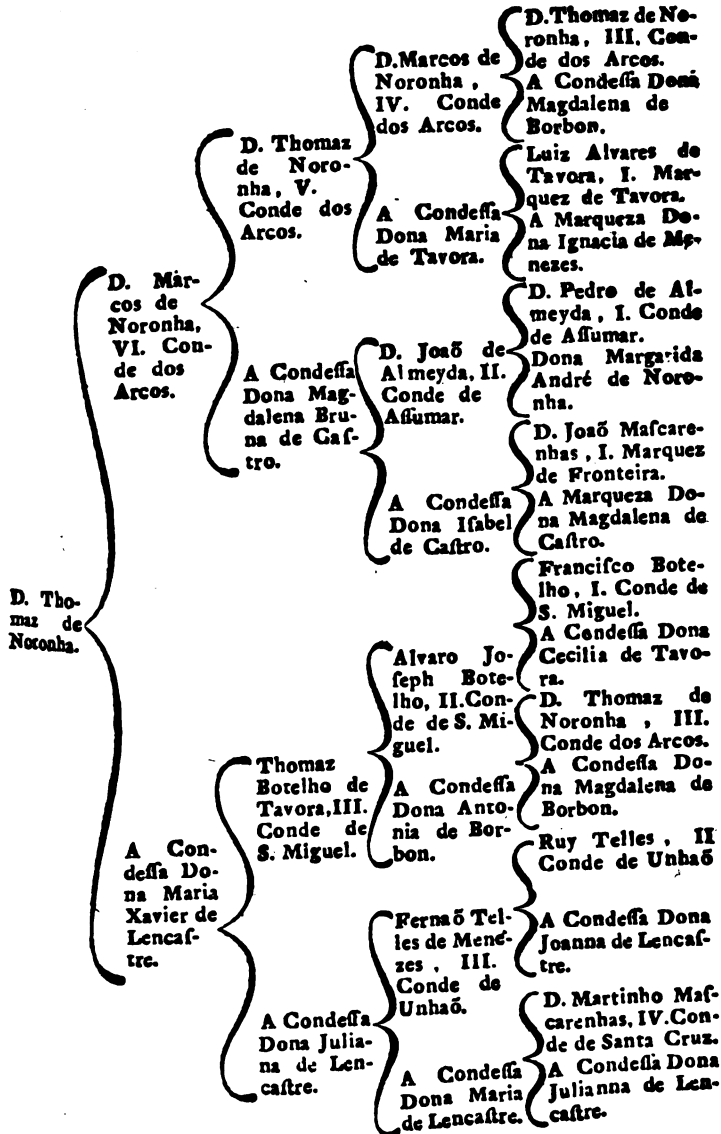 D. Tho-
maz de
Noronha.
D. Mar-
cos de
Noronha,
VI. Con-
de dos
Arcos.
A Con-
deſſa Do-
na Maria
Xavier de
Lencaſ-
tre.
D. Thomaz
de Noro-
nha, V.
Conde dos
Arcos.
A Condeſſa
Dona Mag-
dalena Bru-
na de Caſ-
tro.
Thomaz
Botelho de
Tavora, III.
Conde de
S. Miguel.
A Condeſſa
Dona Julia-
na de Len-
caſtre.
D. Marcos de
Noronha,
IV. Conde
dos Arcos.
A Condeſſa
Dona Maria
de Tavora.
D. Joaõ de
Almeyda, II.
Conde de
Aſſumar.
A Condeſſa
Dona Iſabel
de Caſtro.
Alvaro Jo-
ſeph Bote-
lho, II. Con-
de de S. Mi-
guel.
A Condeſſa
Dona Anto-
nia de Bor-
bon.
Fernaõ Tel-
les de Mene-
zes, III.
Conde de
Unhaõ.
A Condeſſa
Dona Maria
de Lencaſtre.
D. Thomaz de No-
ronha, III. Con-
de dos Arcos.
A Condeſſa Dona
Magdalena de
Borbon.
Luiz Alvares de
Tavora, I. Mar-
quez de Tavora.
A Marqueza Do-
na Ignacia de Me-
nezes.
D. Pedro de Al-
meyda, I. Conde
de Aſſumar.
Dona Margarida
André de Noro-
nha.
D. Joaõ Maſcare-
nhas, I. Marquez
de Fronteira.
A Marqueza Do-
na Magdalena de
Caſtro.
Franciſco Bote-
lho, I. Conde de
S. Miguel.
A Condeſſa Dona
Cecilia de Tavo-
ra.
D. Thomaz de
Noronha, III.
Conde dos Arcos.
A Condeſſa Do-
na Magdalena de
Borbon.
Ruy Telles, II
Conde de Unhaõ
A Condeſſa Dona
Joanna de Lencaſ-
tre.
D. Martinho Maſ-
carenhas, IV. Con-
de de Santa Cruz.
A Condeſſa Dona
Julianna de Len-
caſtre.